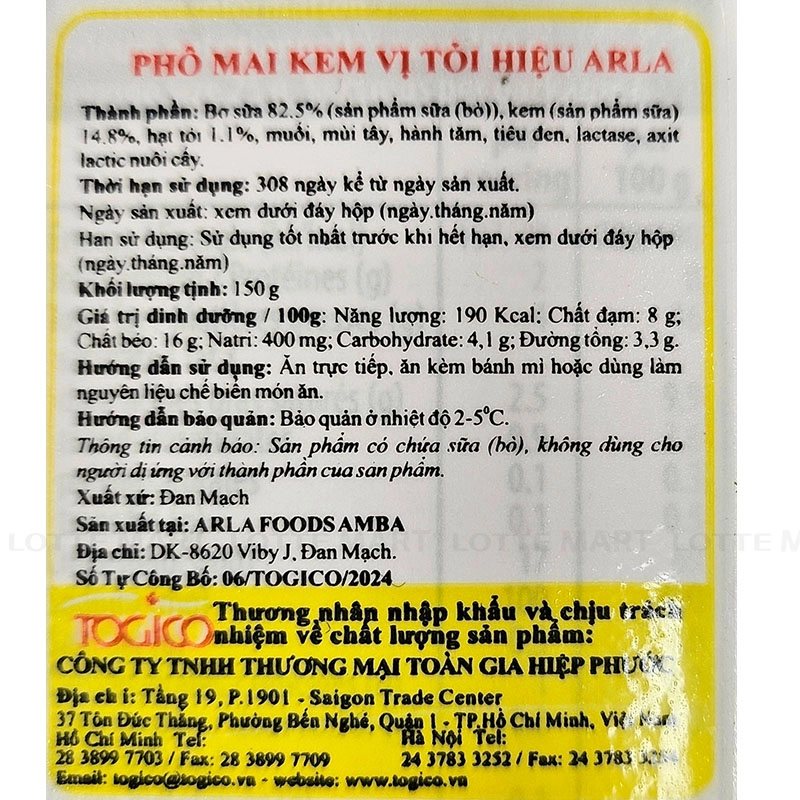 PHÔ MAI KEM VỊ TỎI HIỆU ARLA
Thành phần: Bơ sữa 82.5% (sản phẩm sữa (bò)), kem (sản phẩm sữa)
14.8%, hạt tỏi 1.1%, muối, mùi tây, hành tăm, tiêu đen, lactase, axit
lactic nuôi cấy.
Thời hạn sử dụng: 308 ngày kể từ ngày sản xuất.
Ngày sản xuất: xem dưới đáy hộp (ngày.tháng.năm)
Hạn sử dụng: Sử dụng tốt nhất trước khi hết hạn, xem dưới đáy hộp
(ngày.tháng.năm)
Khối lượng tịnh: 150 g
Giá trị dinh dưỡng / 100g: Năng lượng: 190 Kcal; Chất đạm: 8 g;
Chất béo: 16 g; Natri: 400 mg; Carbohydrate: 4,1 g; Đường tổng: 3,3 g.
Hướng dẫn sử dụng: Ăn trực tiếp, ăn kèm bánh mì hoặc dùng làm
nguyên liệu chế biến món ăn.
Hướng dẫn bảo quản: Bảo quản ở nhiệt độ 2-5⁰C.
Thông tin cảnh báo: Sản phẩm có chứa sữa (bò), không dùng cho
người dị ứng với thành phần của sản phẩm.
Xuất xứ: Đan Mạch
Sản xuất tại: ARLA FOODS AMBA
Địa chỉ: DK-8620 Viby J, Đan Mạch.
Số Tự Công Bố: 06/TOGICO/2024
LOTTE MART LOTTE MART LOTTE MART
TOGICO Thương nhân nhập khẩu và chịu trách
nhiệm về chất lượng sản phẩm:
CÔNG TY TNHH THƯƠNG MẠI TOÀN GIA HIỆP PHƯỚC
Địa chỉ: Tầng 19, P.1901 - Saigon Trade Center
37 Tôn Đức Thắng, Phường Bến Nghé, Quận 1 - TP.Hồ Chí Minh, Việt Nam
Hồ Chí Minh Tel: Hà Nội Tel:
28 3899 7703 / Fax: 28 3899 7709 24 3783 3252 / Fax: 24 3783
Email: togico@togico.vn - website: www.togico.vn